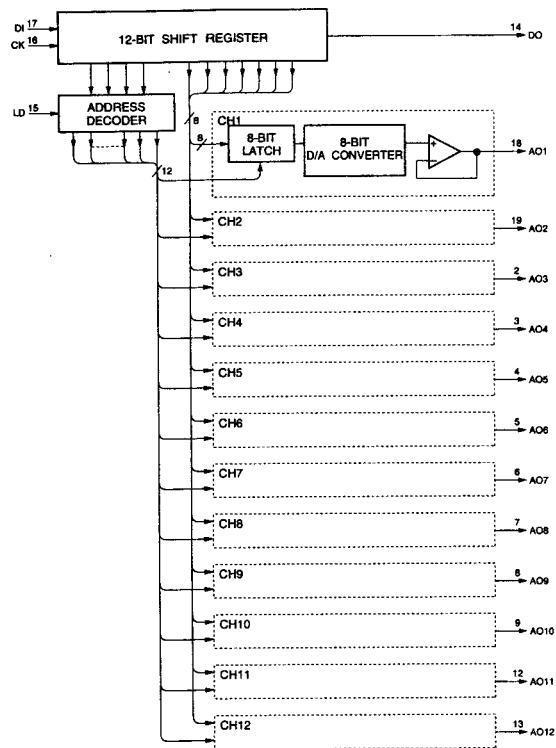 DI 17
CK 16
12-BIT SHIFT REGISTER
14 DO
LD 15
ADDRESS
DECODER
8
8
12
CH1
8-BIT
LATCH
8-BIT
D/A CONVERTER
+
−
18 AO1
CH2
19 AO2
CH3
2 AO3
CH4
3 AO4
CH5
4 AO5
CH6
5 AO6
CH7
6 AO7
CH8
7 AO8
CH9
8 AO9
CH10
9 AO10
CH11
12 AO11
CH12
13 AO12